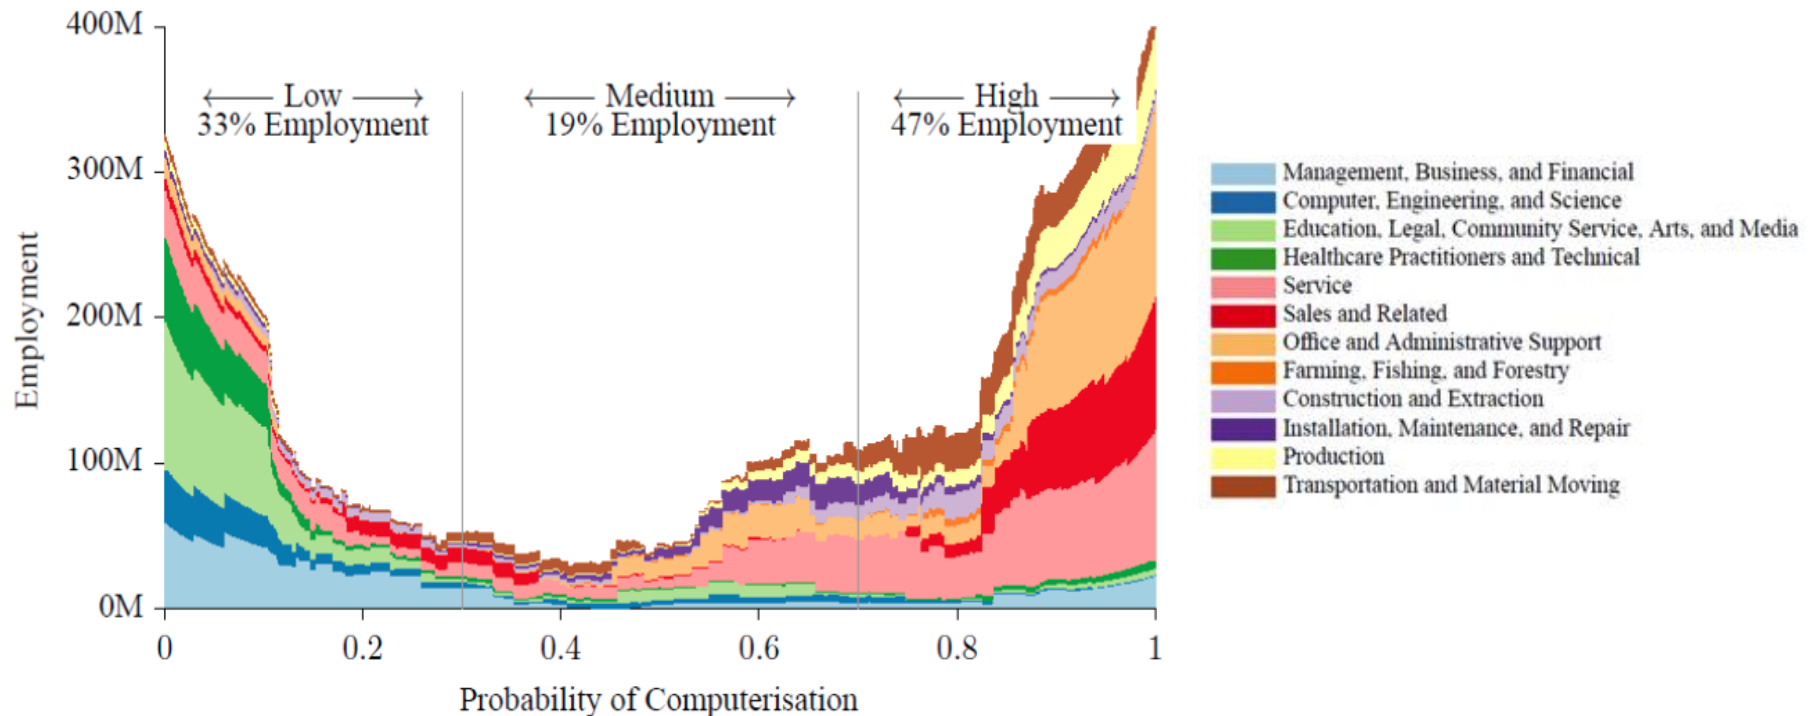 400M
300M
200M
100M
0M
Employment
← Low →
33% Employment
← Medium →
19% Employment
← High →
47% Employment
0
0.2
0.4
0.6
0.8
1
Probability of Computerisation
Management, Business, and Financial
Computer, Engineering, and Science
Education, Legal, Community Service, Arts, and Media
Healthcare Practitioners and Technical
Service
Sales and Related
Office and Administrative Support
Farming, Fishing, and Forestry
Construction and Extraction
Installation, Maintenance, and Repair
Production
Transportation and Material Moving